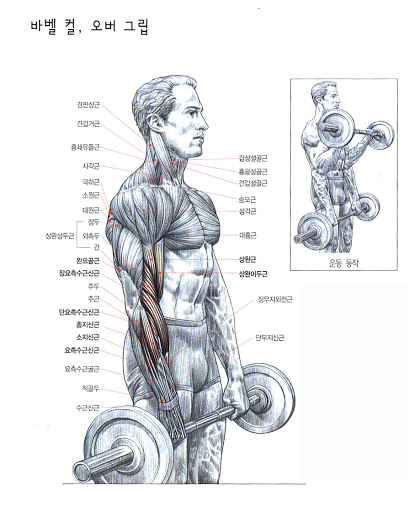 바벨 컬, 오버 그립
경판상근
견갑거근
흉쇄유돌근
사각근
극하근
소원근
대원근
장두
상완삼두근
외측두
건
완요골근
장요측수근신근
주두
주근
단요측수근신근
총지신근
소지신근
요측수근신근
요측수근굴근
척골두
수근신근
갑상설골근
흉골설골근
견갑설골근
승모근
삼각근
대흉근
상완근
상완이두근
장무지외전근
단무지신근
운동 동작